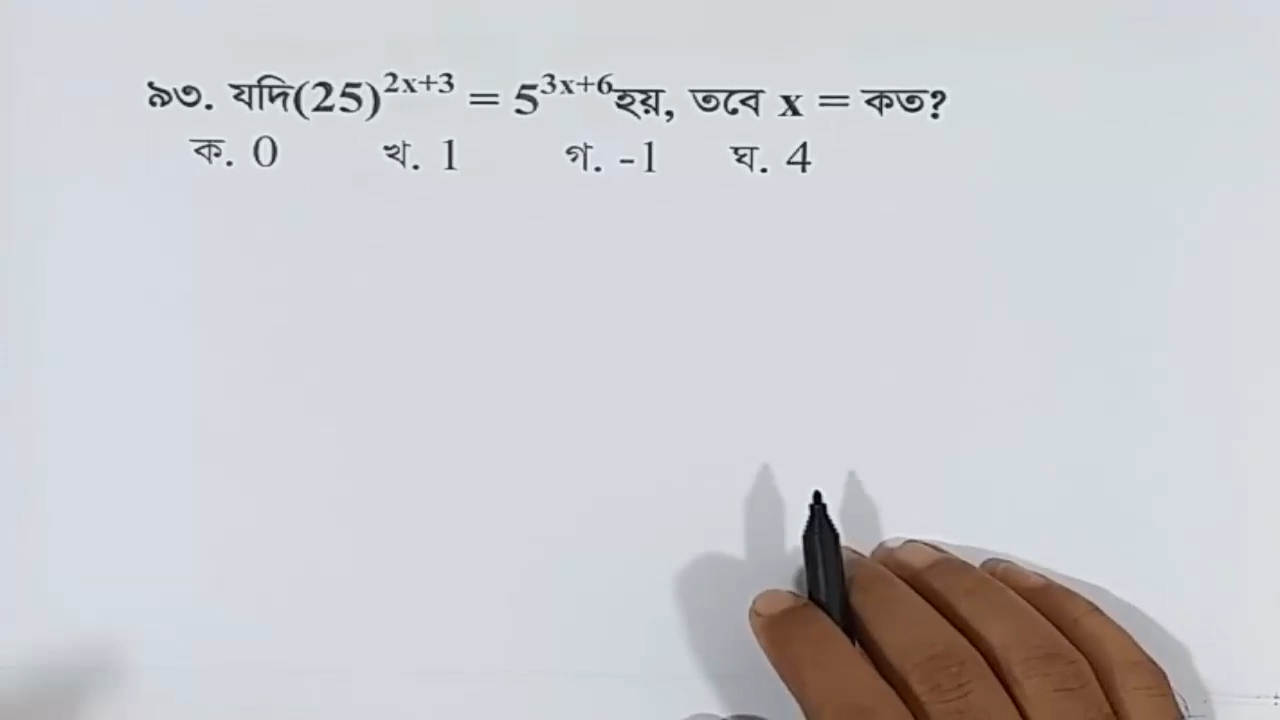 ৯৩. যদি(25)^{2x+3} = 5^{3x+6}হয়, তবে x = কত?
ক. 0 খ. 1 গ. -1 ঘ. 4